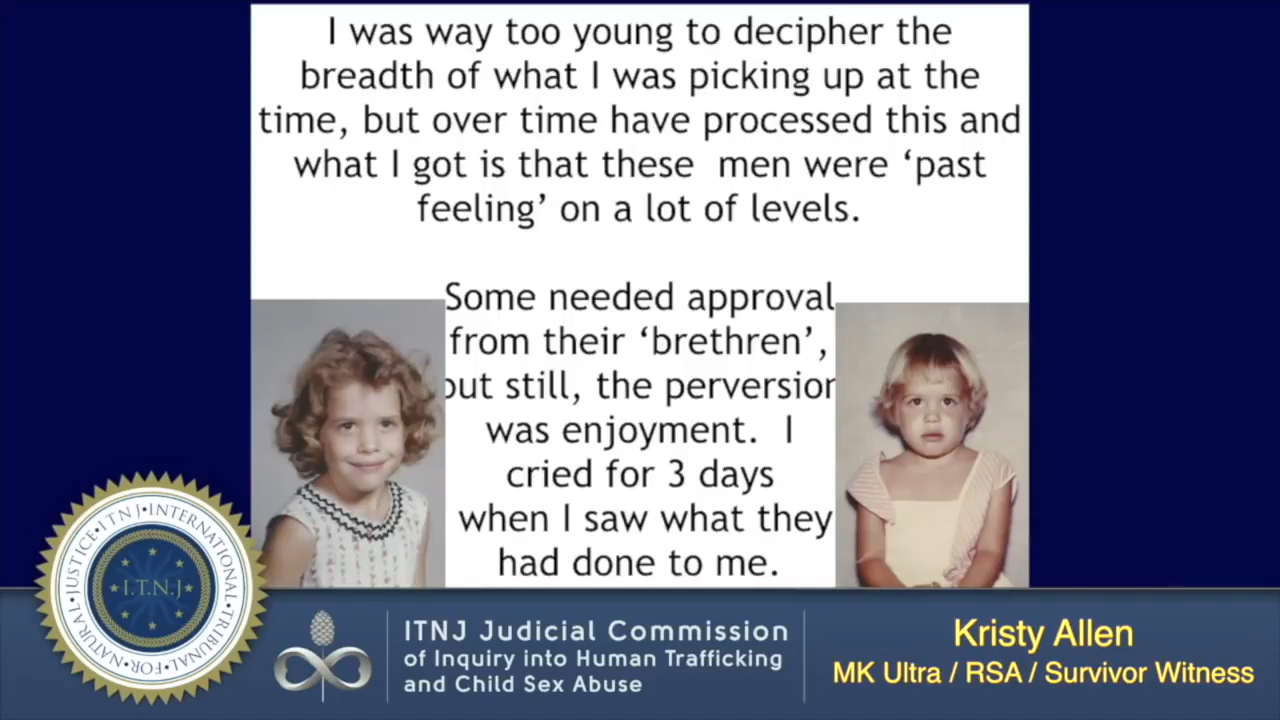 I was way too young to decipher the
breadth of what I was picking up at the
time, but over time have processed this and
what I got is that these men were ‘past
feeling’ on a lot of levels.
Some needed approval
from their ‘brethren’,
out still, the perversion
was enjoyment. I
cried for 3 days
when I saw what they
had done to me.
INTERNATIONAL•TRIBUNAL•FOR•NATURAL•JUSTICE•ITNJ•
I.T.N.J
ITNJ Judicial Commission
of Inquiry into Human Trafficking
and Child Sex Abuse
Kristy Allen
MK Ultra / RSA / Survivor Witness